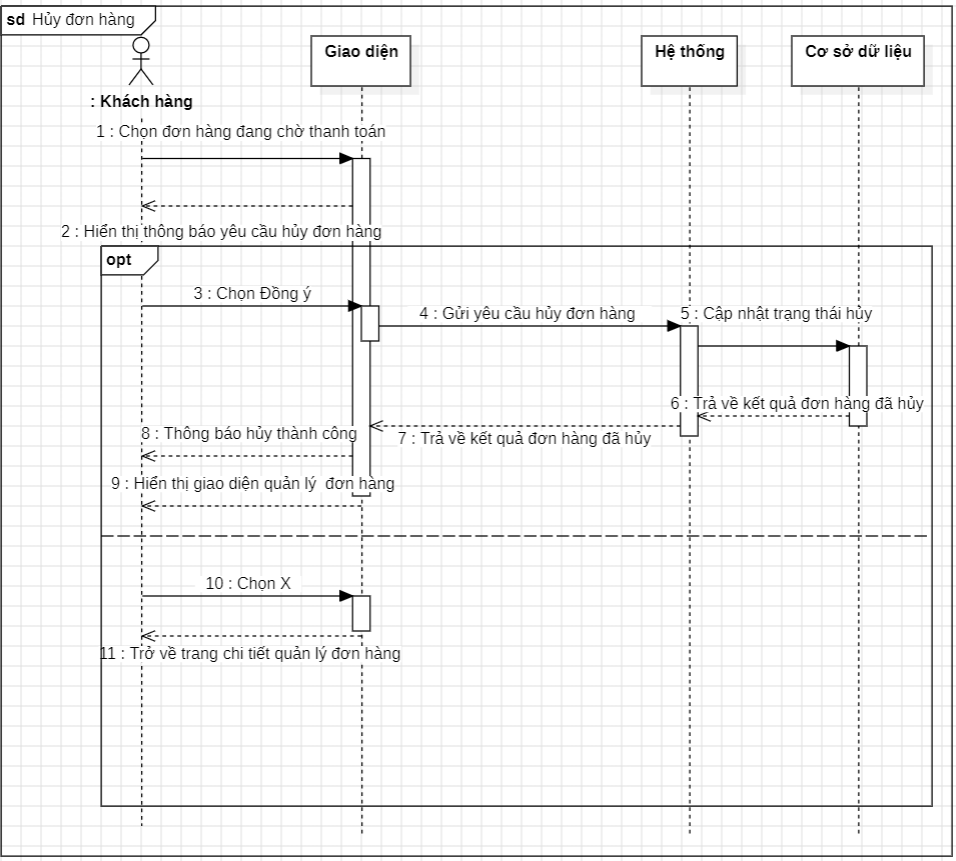 sd Hủy đơn hàng
Giao diện
Hệ thống
Cơ sở dữ liệu
: Khách hàng
1 : Chọn đơn hàng đang chờ thanh toán
2 : Hiển thị thông báo yêu cầu hủy đơn hàng
opt
3 : Chọn Đồng ý
4 : Gửi yêu cầu hủy đơn hàng
5 : Cập nhật trạng thái hủy
6 : Trả về kết quả đơn hàng đã hủy
7 : Trả về kết quả đơn hàng đã hủy
8 : Thông báo hủy thành công
9 : Hiển thị giao diện quản lý  đơn hàng
10 : Chọn X
11 : Trở về trang chi tiết quản lý đơn hàng